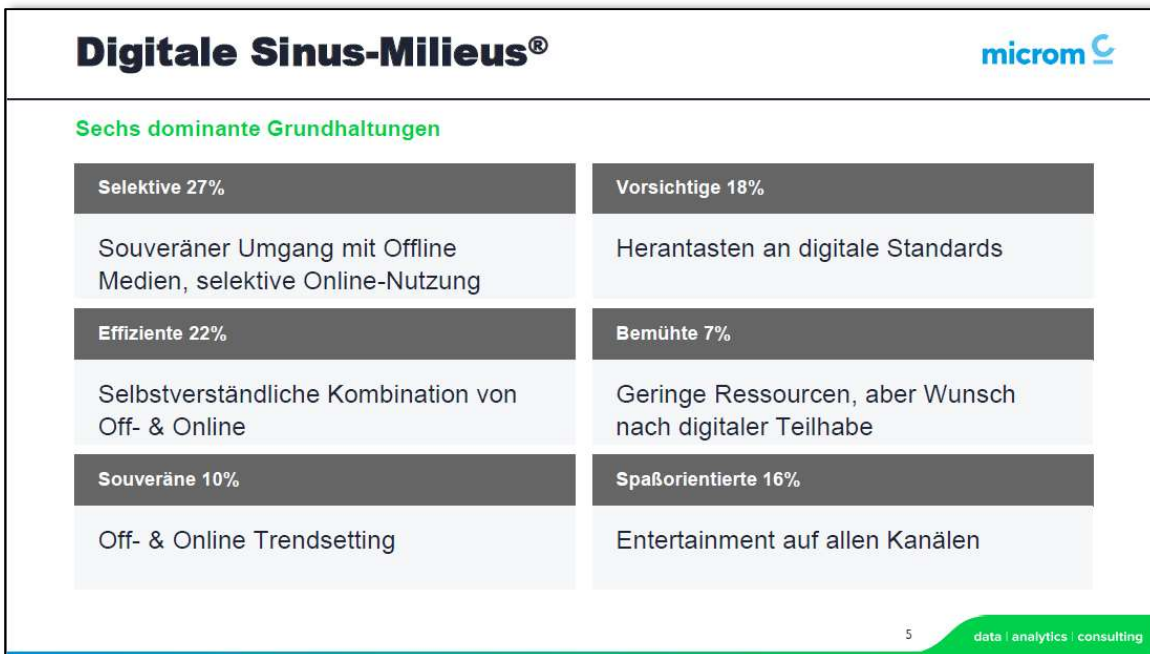 Digitale Sinus-Milieus®
microm
Sechs dominante Grundhaltungen
Selektive 27%
Souveräner Umgang mit Offline
Medien, selektive Online-Nutzung
Vorsichtige 18%
Herantasten an digitale Standards
Effiziente 22%
Selbstverständliche Kombination von
Off- & Online
Bemühte 7%
Geringe Ressourcen, aber Wunsch
nach digitaler Teilhabe
Souveräne 10%
Off- & Online Trendsetting
Spaßorientierte 16%
Entertainment auf allen Kanälen
5
data | analytics | consulting